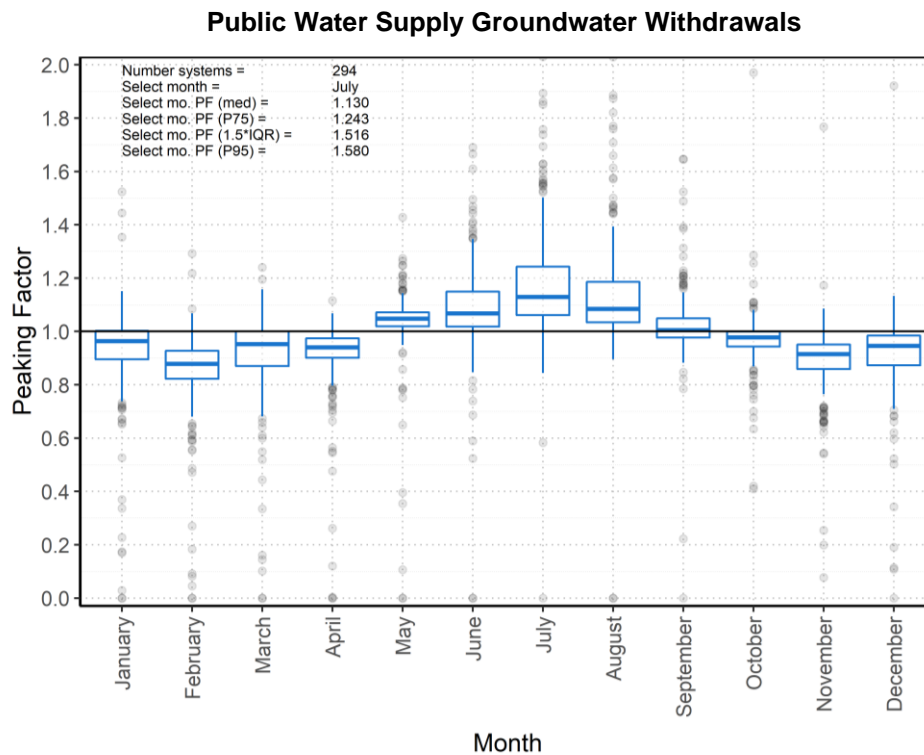 Public Water Supply Groundwater Withdrawals
Number systems = 294
Select month = July
Select mo. PF (med) = 1.130
Select mo. PF (P75) = 1.243
Select mo. PF (1.5*IQR) = 1.516
Select mo. PF (P95) = 1.580
Peaking Factor
2.0
1.8
1.6
1.4
1.2
1.0
0.8
0.6
0.4
0.2
0.0
January
February
March
April
May
June
July
August
September
October
November
December
Month